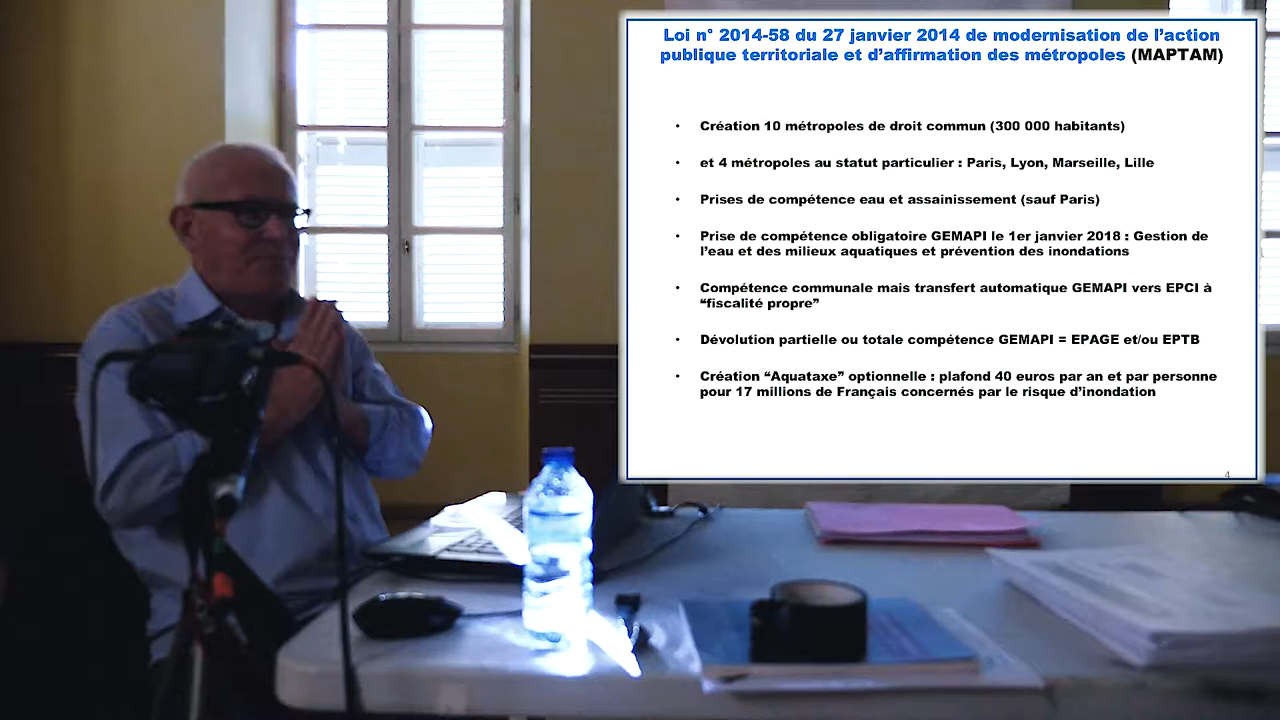 Loi n° 2014-58 du 27 janvier 2014 de modernisation de l’action
publique territoriale et d’affirmation des métropoles (MAPTAM)
• Création 10 métropoles de droit commun (300 000 habitants)
• et 4 métropoles au statut particulier : Paris, Lyon, Marseille, Lille
• Prises de compétence eau et assainissement (sauf Paris)
• Prise de compétence obligatoire GEMAPI le 1er janvier 2018 : Gestion de
l’eau et des milieux aquatiques et prévention des inondations
• Compétence communale mais transfert automatique GEMAPI vers EPCI à
“fiscalité propre”
• Dévolution partielle ou totale compétence GEMAPI = EPAGE et/ou EPTB
• Création “Aquataxe” optionnelle : plafond 40 euros par an et par personne
pour 17 millions de Français concernés par le risque d’inondation
4